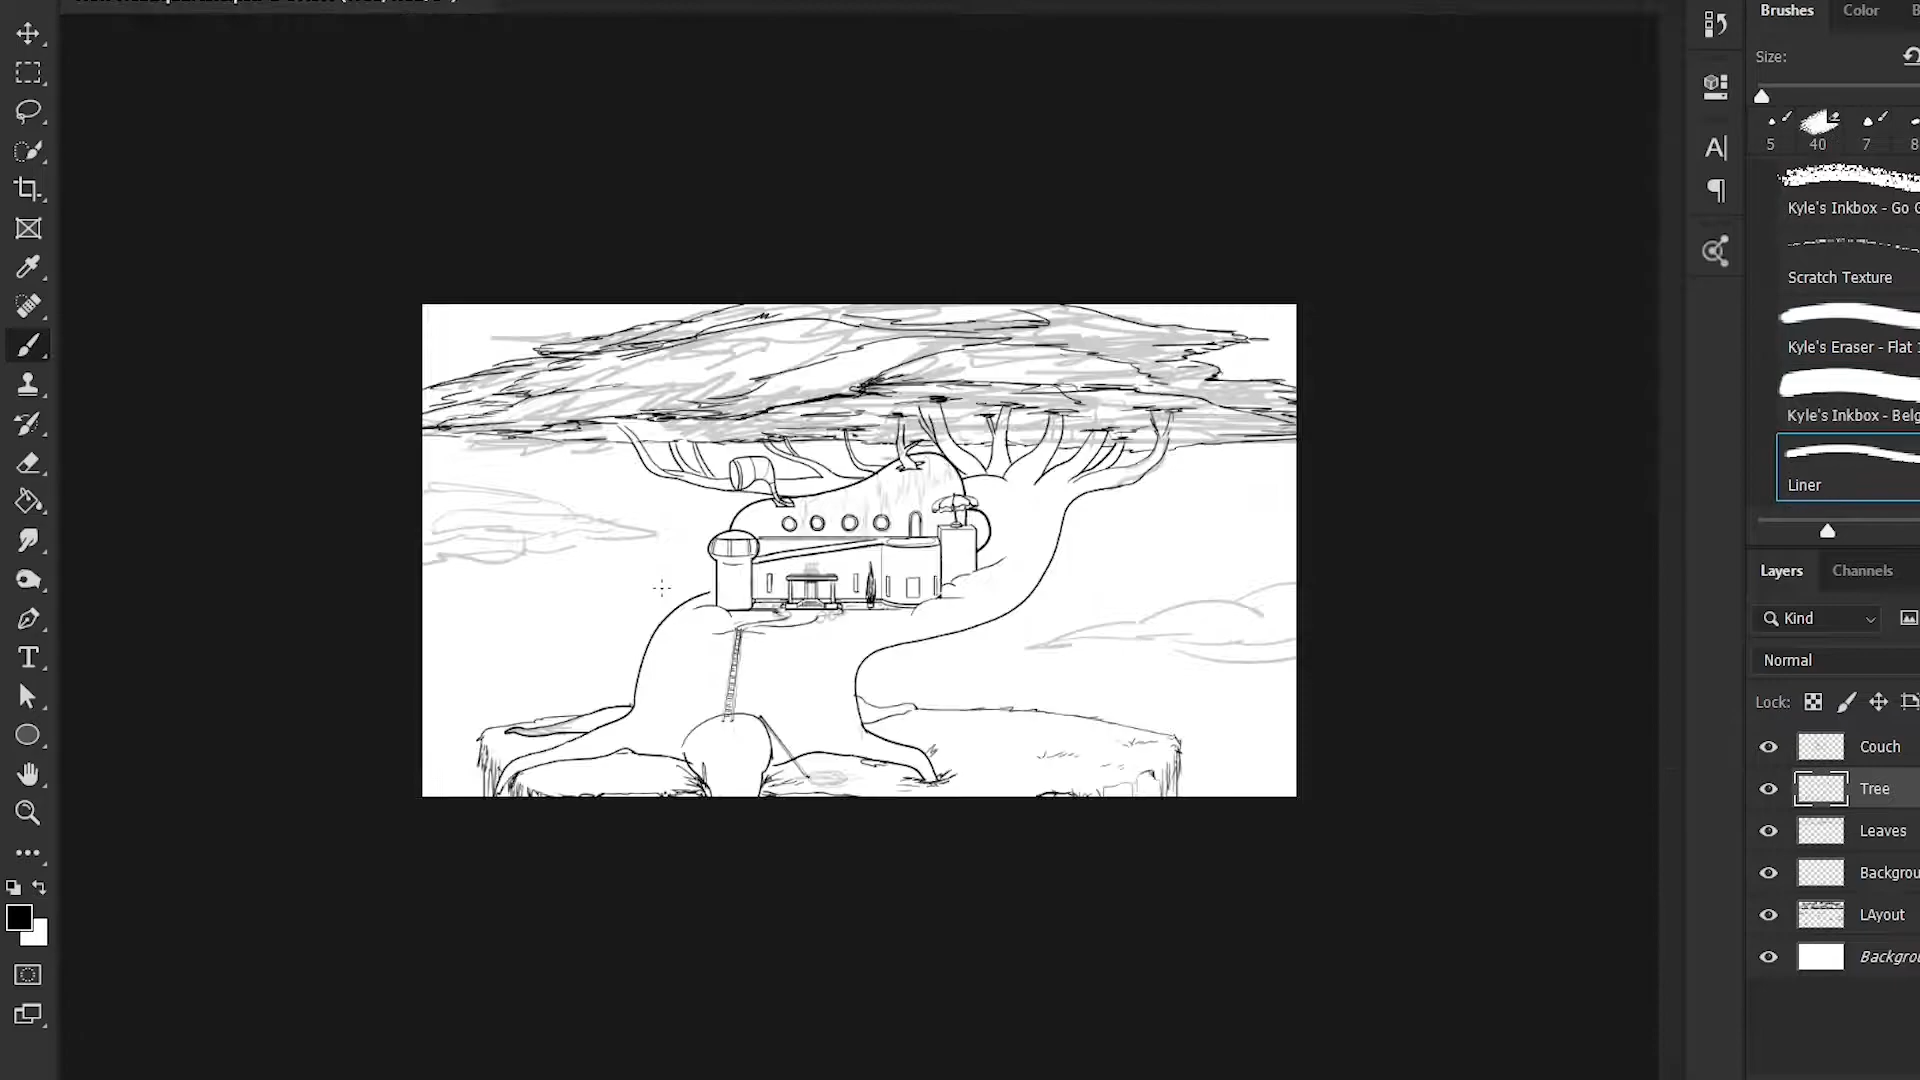 Brushes Color
Size:
5 40 7 8
Kyle's Inkbox - Go
Scratch Texture
Kyle's Eraser - Flat
Kyle's Inkbox - Belg
Liner
Layers Channels
Kind
Normal
Lock:
Couch
Tree
Leaves
Backgrou
LAyout
Backgrou